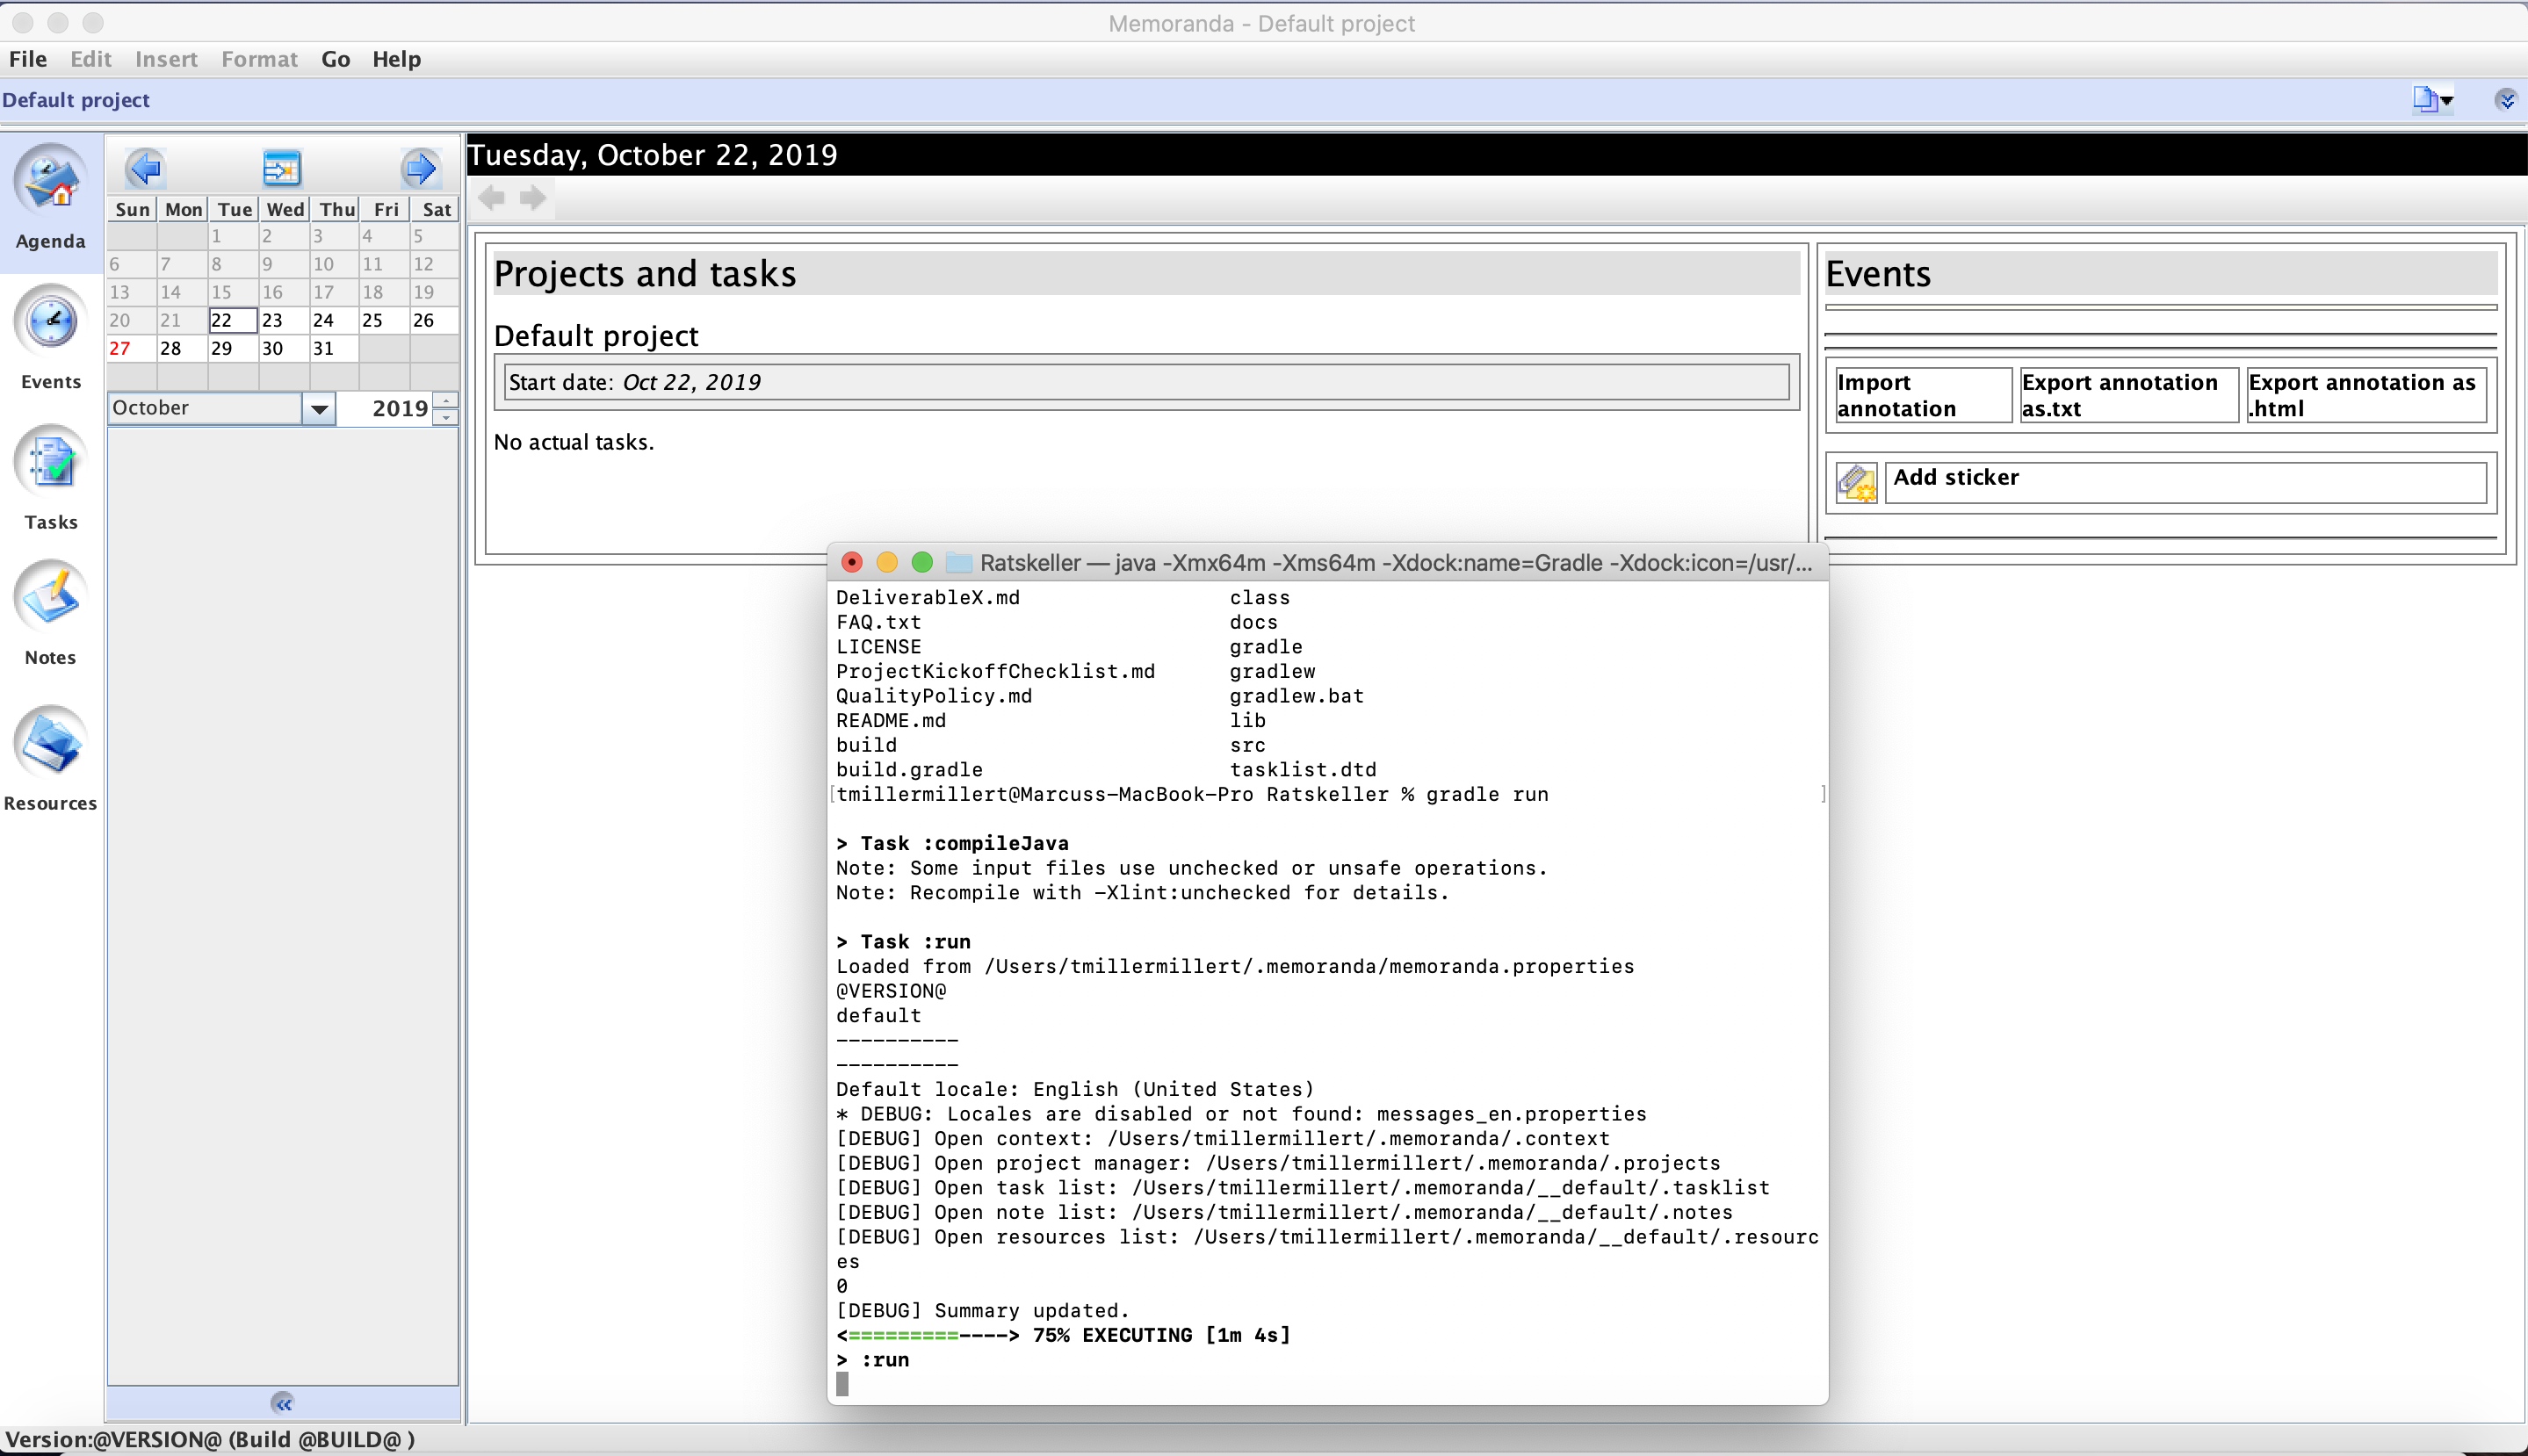 Memoranda - Default project
File Edit Insert Format Go Help
Default project
Agenda
Events
Tasks
Notes
Resources
Sun Mon Tue Wed Thu Fri Sat
1 2 3 4 5
6 7 8 9 10 11 12
13 14 15 16 17 18 19
20 21 22 23 24 25 26
27 28 29 30 31
October 2019
Tuesday, October 22, 2019
Projects and tasks
Default project
Start date: Oct 22, 2019
No actual tasks.
Events
Import annotation
Export annotation as.txt
Export annotation as .html
Add sticker
Ratskeller — java -Xmx64m -Xms64m -Xdock:name=Gradle -Xdock:icon=/usr/...
DeliverableX.md class
FAQ.txt docs
LICENSE gradle
ProjectKickoffChecklist.md gradlew
QualityPolicy.md gradlew.bat
README.md lib
build src
build.gradle tasklist.dtd
[tmillermillert@Marcuss-MacBook-Pro Ratskeller % gradle run ]
> Task :compileJava
Note: Some input files use unchecked or unsafe operations.
Note: Recompile with -Xlint:unchecked for details.
> Task :run
Loaded from /Users/tmillermillert/.memoranda/memoranda.properties
@VERSION@
default
----------
----------
Default locale: English (United States)
* DEBUG: Locales are disabled or not found: messages_en.properties
[DEBUG] Open context: /Users/tmillermillert/.memoranda/.context
[DEBUG] Open project manager: /Users/tmillermillert/.memoranda/.projects
[DEBUG] Open task list: /Users/tmillermillert/.memoranda/__default/.tasklist
[DEBUG] Open note list: /Users/tmillermillert/.memoranda/__default/.notes
[DEBUG] Open resources list: /Users/tmillermillert/.memoranda/__default/.resourc
es
0
[DEBUG] Summary updated.
<=========----> 75% EXECUTING [1m 4s]
> :run
Version:@VERSION@ (Build @BUILD@ )